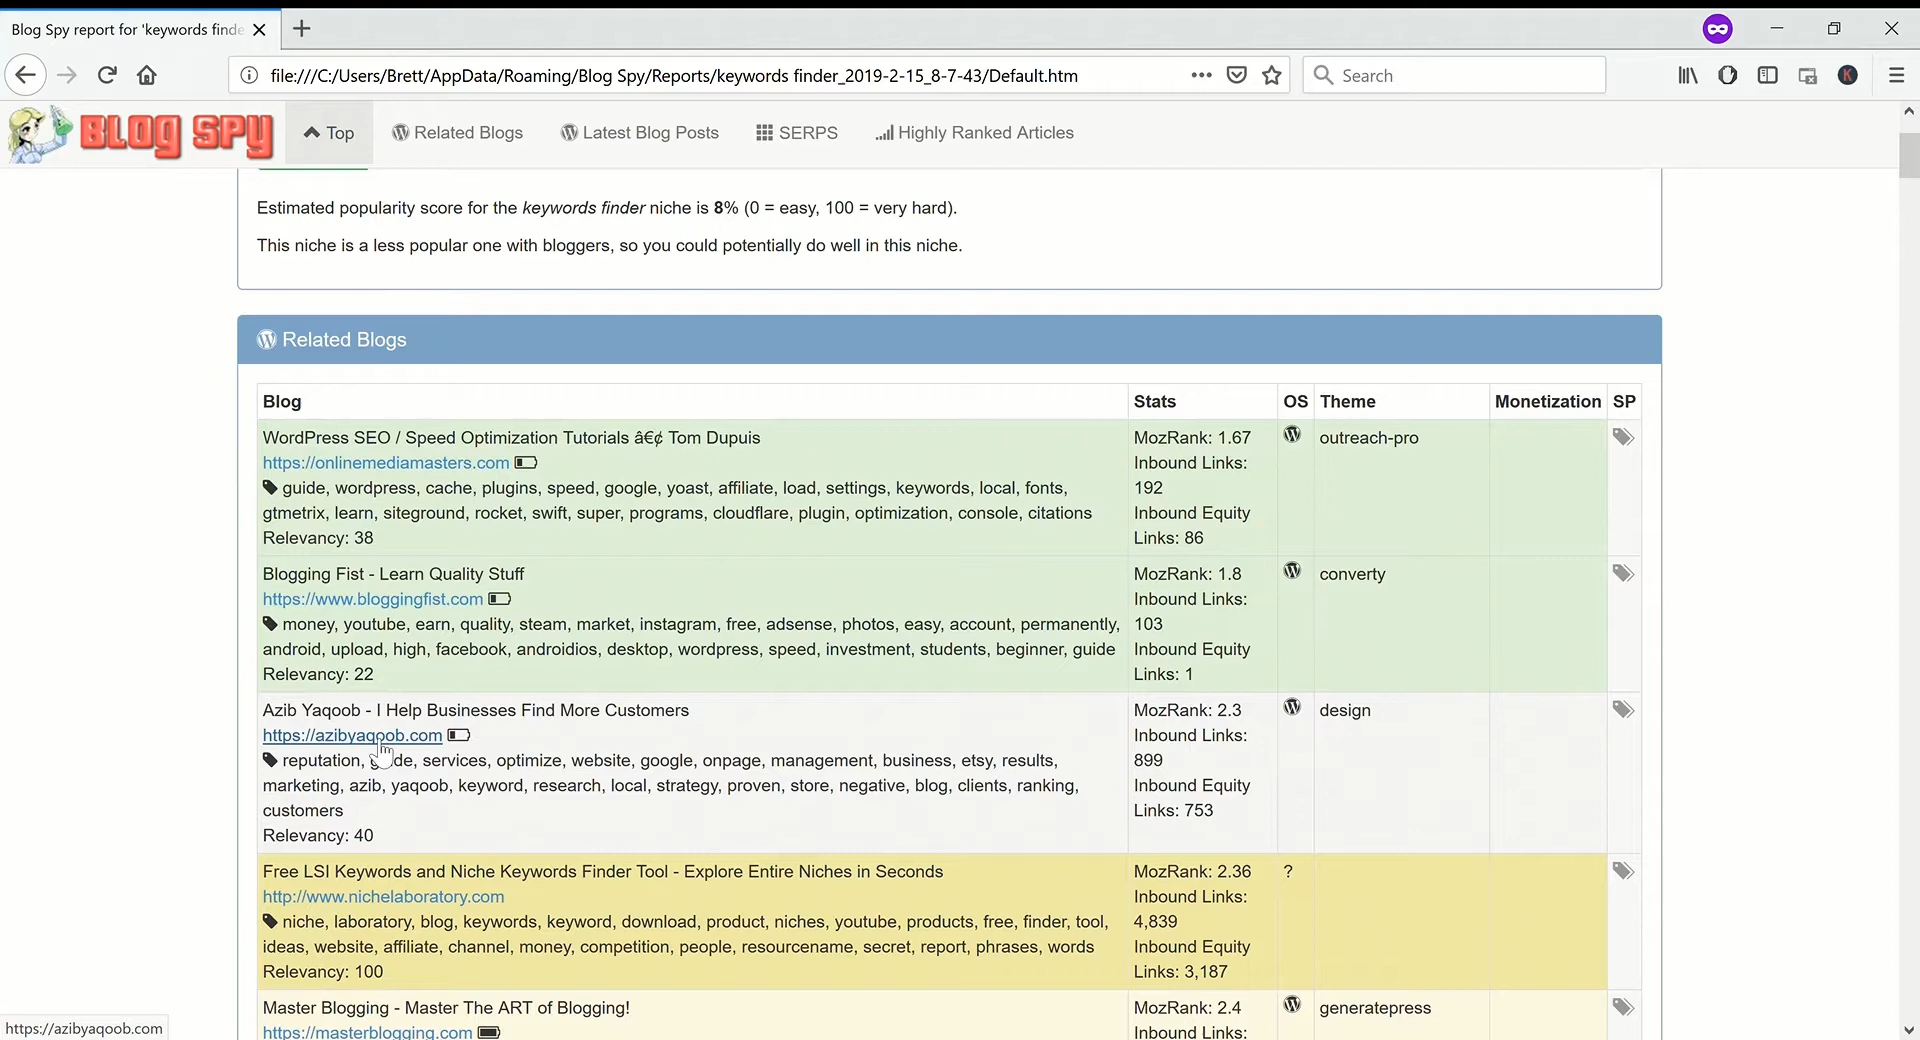 Blog Spy report for 'keywords finde
file:///C:/Users/Brett/AppData/Roaming/Blog Spy/Reports/keywords finder_2019-2-15_8-7-43/Default.htm
Search
K
BLOG SPY
Top
Related Blogs
Latest Blog Posts
SERPS
Highly Ranked Articles
Estimated popularity score for the keywords finder niche is 8% (0 = easy, 100 = very hard).
This niche is a less popular one with bloggers, so you could potentially do well in this niche.
Related Blogs
Blog Stats OS Theme Monetization SP
WordPress SEO / Speed Optimization Tutorials â€¢ Tom Dupuis
https://onlinemediamasters.com
guide, wordpress, cache, plugins, speed, google, yoast, affiliate, load, settings, keywords, local, fonts,
gtmetrix, learn, siteground, rocket, swift, super, programs, cloudflare, plugin, optimization, console, citations
Relevancy: 38
MozRank: 1.67
Inbound Links:
192
Inbound Equity
Links: 86
outreach-pro
Blogging Fist - Learn Quality Stuff
https://www.bloggingfist.com
money, youtube, earn, quality, steam, market, instagram, free, adsense, photos, easy, account, permanently,
android, upload, high, facebook, androidios, desktop, wordpress, speed, investment, students, beginner, guide
Relevancy: 22
MozRank: 1.8
Inbound Links:
103
Inbound Equity
Links: 1
converty
Azib Yaqoob - I Help Businesses Find More Customers
https://azibyaqoob.com
reputation, guide, services, optimize, website, google, onpage, management, business, etsy, results,
marketing, azib, yaqoob, keyword, research, local, strategy, proven, store, negative, blog, clients, ranking,
customers
Relevancy: 40
MozRank: 2.3
Inbound Links:
899
Inbound Equity
Links: 753
design
Free LSI Keywords and Niche Keywords Finder Tool - Explore Entire Niches in Seconds
http://www.nichelaboratory.com
niche, laboratory, blog, keywords, keyword, download, product, niches, youtube, products, free, finder, tool,
ideas, website, affiliate, channel, money, competition, people, resourcename, secret, report, phrases, words
Relevancy: 100
MozRank: 2.36
Inbound Links:
4,839
Inbound Equity
Links: 3,187
?
Master Blogging - Master The ART of Blogging!
https://masterblogging.com
MozRank: 2.4
Inbound Links:
generatepress
https://azibyaqoob.com